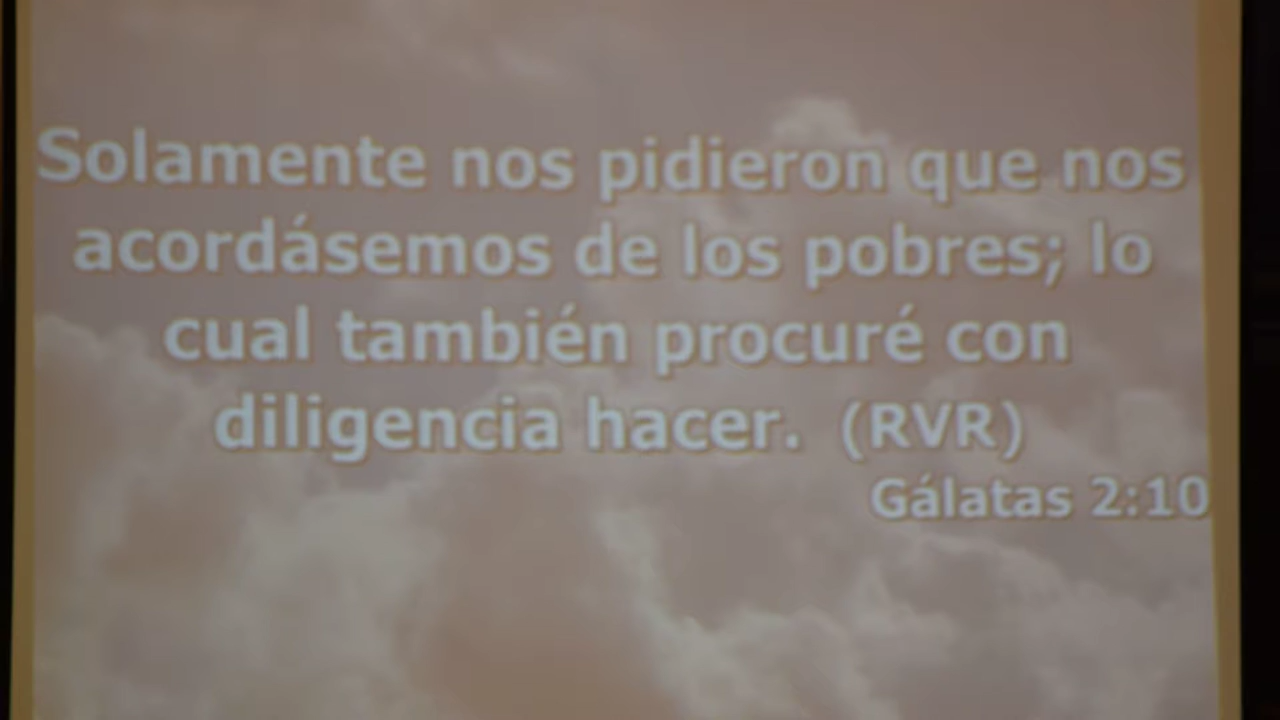 Solamente nos pidieron que nos
acordásemos de los pobres; lo
cual también procuré con
diligencia hacer. (RVR)
Gálatas 2:10